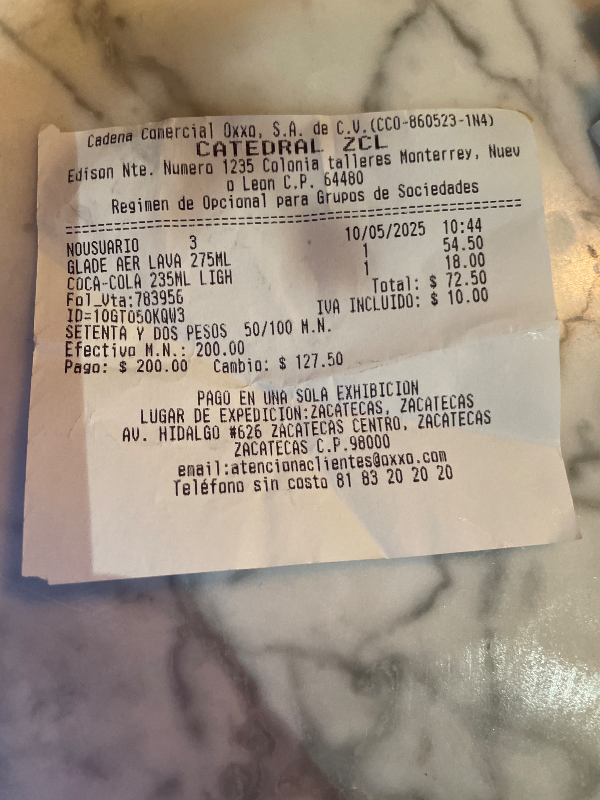 Cadena Comercial Oxxo, S.A. de C.V.(CCO-860523-1N4)
CATEDRAL ZCL
Edison Nte. Numero 1235 Colonia talleres Monterrey, Nuev
o Leon C.P. 64480
Regimen de Opcional para Grupos de Sociedades
==================================================
NOUSUARIO 3 10/05/2025 10:44
GLADE AER LAVA 275ML 1 54.50
COCA-COLA 235ML LIGH 1 18.00
Fol_Vta:783956 Total: $ 72.50
ID=10GTO50KQW3 IVA INCLUIDO: $ 10.00
SETENTA Y DOS PESOS 50/100 M.N.
Efectivo M.N.: 200.00
Pago: $ 200.00 Cambio: $ 127.50
PAGO EN UNA SOLA EXHIBICION
LUGAR DE EXPEDICION:ZACATECAS, ZACATECAS
AV. HIDALGO #626 ZACATECAS CENTRO, ZACATECAS
ZACATECAS C.P.98000
email:atencionaclientes@oxxo.com
Teléfono sin costo 81 83 20 20 20